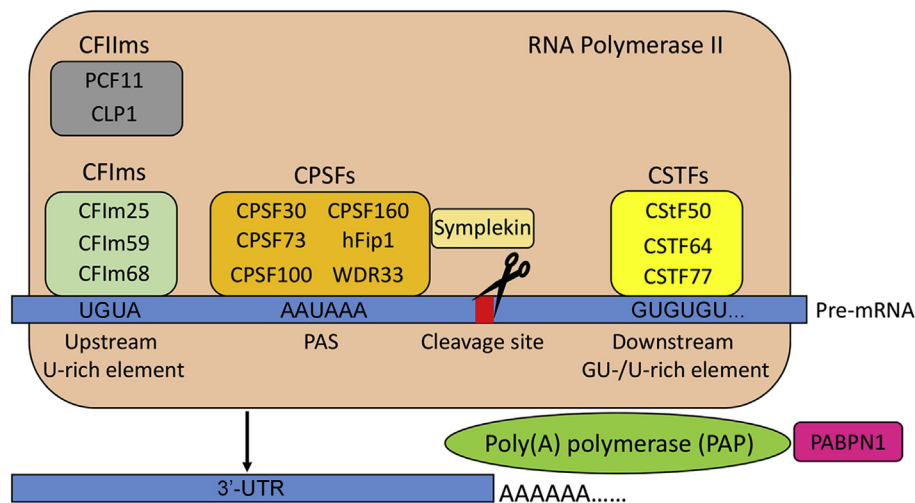 CFIIms
RNA Polymerase II
PCF11
CLP1
CFIms
CPSFs
CSTFs
CFIm25
CFIm59
CFIm68
CPSF30 CPSF160
CPSF73 hFip1
CPSF100 WDR33
Symplekin
CStF50
CSTF64
CSTF77
UGUA
AAUAAA
GUGUGU...
Pre-mRNA
Upstream
U-rich element
PAS
Cleavage site
Downstream
GU-/U-rich element
Poly(A) polymerase (PAP)
PABPN1
3'-UTR
AAAAAA......